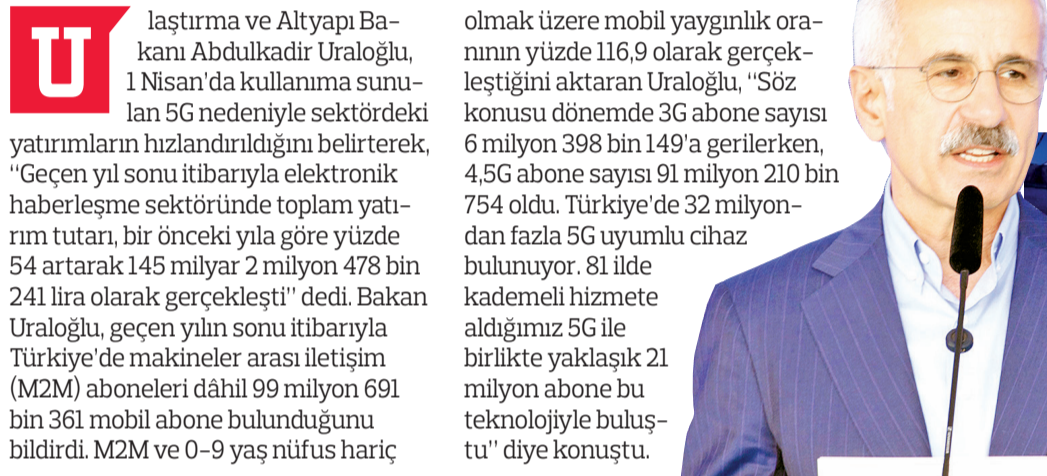 Ulaştırma ve Altyapı Ba-
kanı Abdulkadir Uraloğlu,
1 Nisan'da kullanıma sunu-
lan 5G nedeniyle sektördeki
yatırımların hızlandırıldığını belirterek,
“Geçen yıl sonu itibarıyla elektronik
haberleşme sektöründe toplam yatı-
rım tutarı, bir önceki yıla göre yüzde
54 artarak 145 milyar 2 milyon 478 bin
241 lira olarak gerçekleşti” dedi. Bakan
Uraloğlu, geçen yılın sonu itibarıyla
Türkiye'de makineler arası iletişim
(M2M) aboneleri dâhil 99 milyon 691
bin 361 mobil abone bulunduğunu
bildirdi. M2M ve 0-9 yaş nüfus hariç
olmak üzere mobil yaygınlık ora-
nının yüzde 116,9 olarak gerçek-
leştiğini aktaran Uraloğlu, “Söz
konusu dönemde 3G abone sayısı
6 milyon 398 bin 149'a gerilerken,
4,5G abone sayısı 91 milyon 210 bin
754 oldu. Türkiye'de 32 milyon-
dan fazla 5G uyumlu cihaz
bulunuyor. 81 ilde
kademeli hizmete
aldığımız 5G ile
birlikte yaklaşık 21
milyon abone bu
teknolojiyle buluş-
tu” diye konuştu.